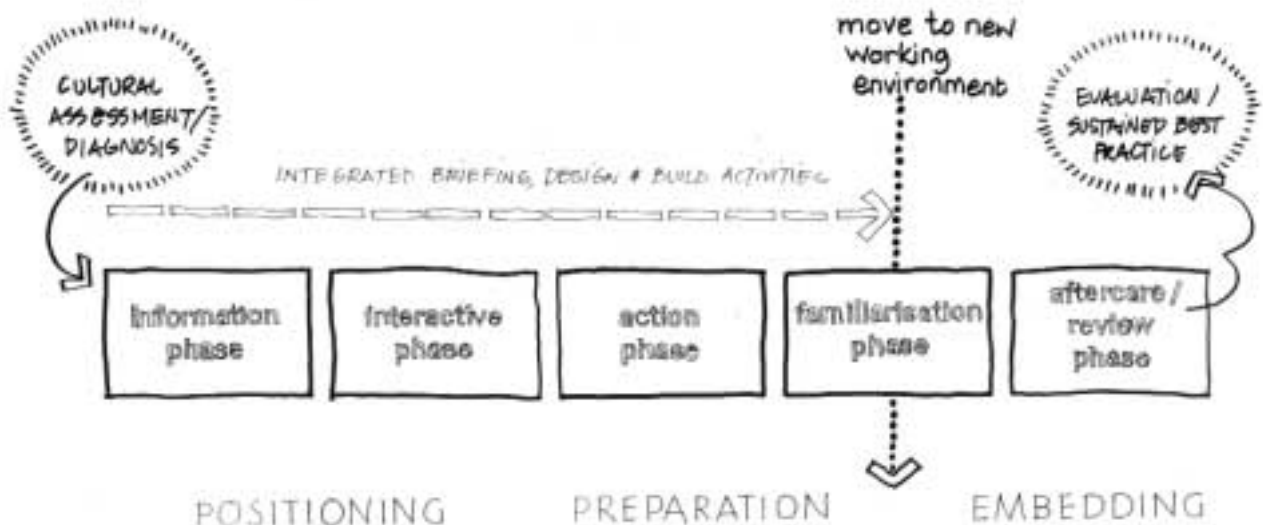 CULTURAL
ASSESSMENT/
DIAGNOSIS
move to new
working
environment
EVALUATION/
SUSTAINED BEST
PRACTICE
INTEGRATED BRIEFING, DESIGN + BUILD ACTIVITIES
information
phase
interactive
phase
action
phase
familiarisation
phase
aftercare/
review
phase
POSITIONING
PREPARATION
EMBEDDING